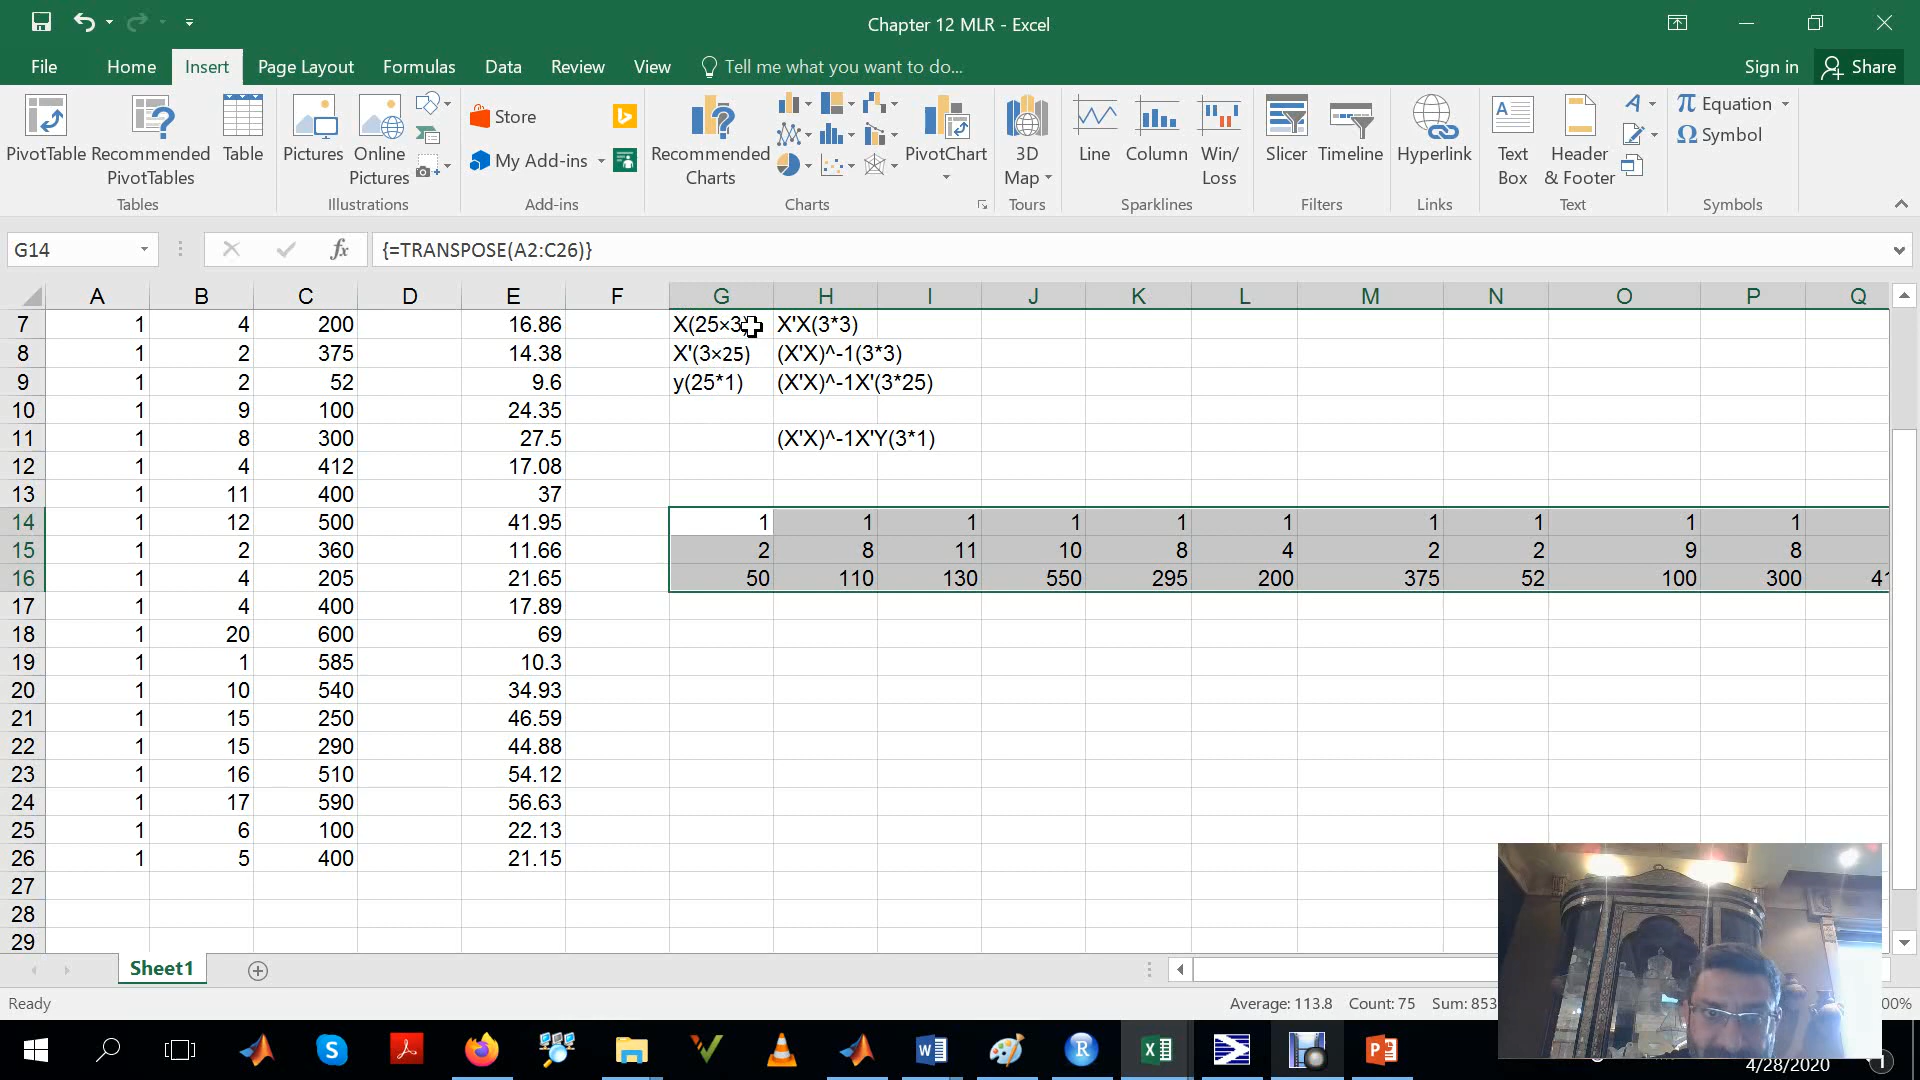 Chapter 12 MLR - Excel
File Home Insert Page Layout Formulas Data Review View Tell me what you want to do... Sign in Share
PivotTable Recommended PivotTables Table Pictures Online Pictures Store My Add-ins Recommended Charts PivotChart 3D Map Line Column Win/Loss Slicer Timeline Hyperlink Text Box Header & Footer Equation Symbol
Tables Illustrations Add-ins Charts Tours Sparklines Filters Links Text Symbols
G14 fx {=TRANSPOSE(A2:C26)}
A B C D E F G H I J K L M N O P Q
7 1 4 200 16.86 X(25×3) X'X(3*3)
8 1 2 375 14.38 X'(3×25) (X'X)^-1(3*3)
9 1 2 52 9.6 y(25*1) (X'X)^-1X'(3*25)
10 1 9 100 24.35
11 1 8 300 27.5 (X'X)^-1X'Y(3*1)
12 1 4 412 17.08
13 1 11 400 37
14 1 12 500 41.95 1 1 1 1 1 1 1 1 1 1
15 1 2 360 11.66 2 8 11 10 8 4 2 2 9 8
16 1 4 205 21.65 50 110 130 550 295 200 375 52 100 300
17 1 4 400 17.89
18 1 20 600 69
19 1 1 585 10.3
20 1 10 540 34.93
21 1 15 250 46.59
22 1 15 290 44.88
23 1 16 510 54.12
24 1 17 590 56.63
25 1 6 100 22.13
26 1 5 400 21.15
27
28
29
Sheet1
Ready Average: 113.8 Count: 75 Sum: 853
4/28/2020